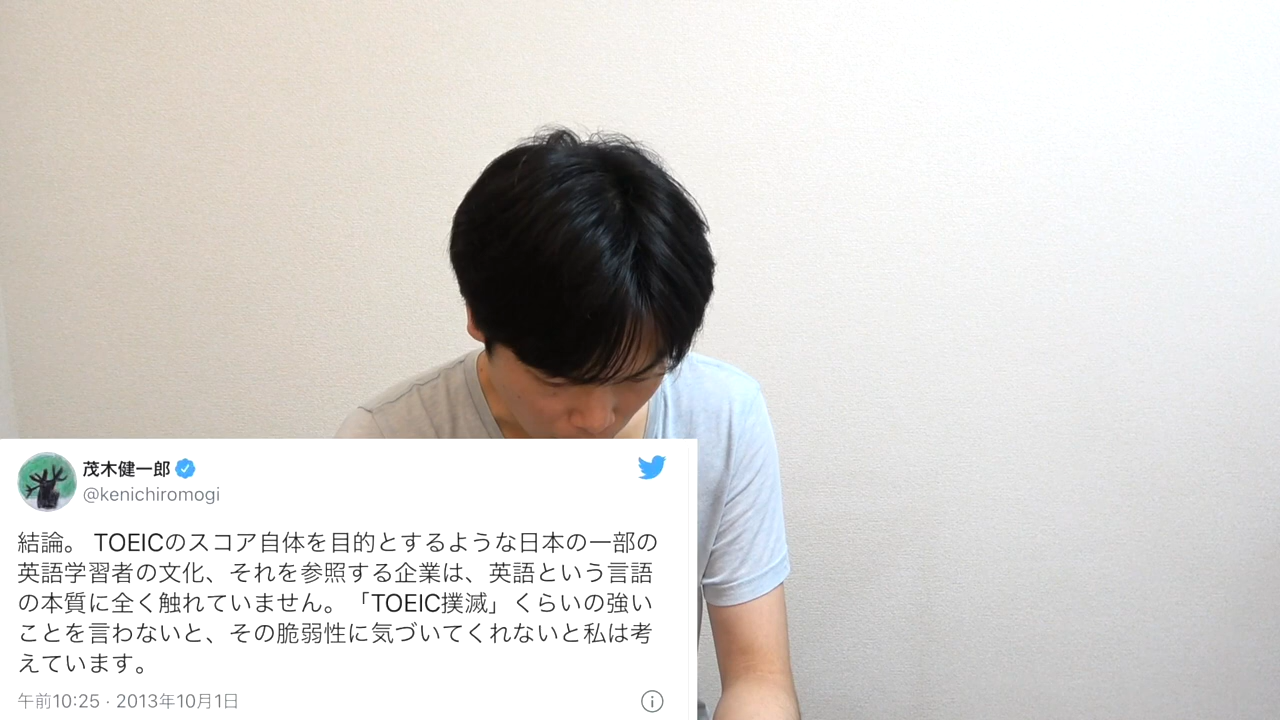 茂木健一郎
@kenichiromogi
結論。 TOEICのスコア自体を目的とするような日本の一部の
英語学習者の文化、それを参照する企業は、英語という言語
の本質に全く触れていません。「TOEIC撲滅」くらいの強い
ことを言わないと、その脆弱性に気づいてくれないと私は考
えています。
午前10:25 · 2013年10月1日